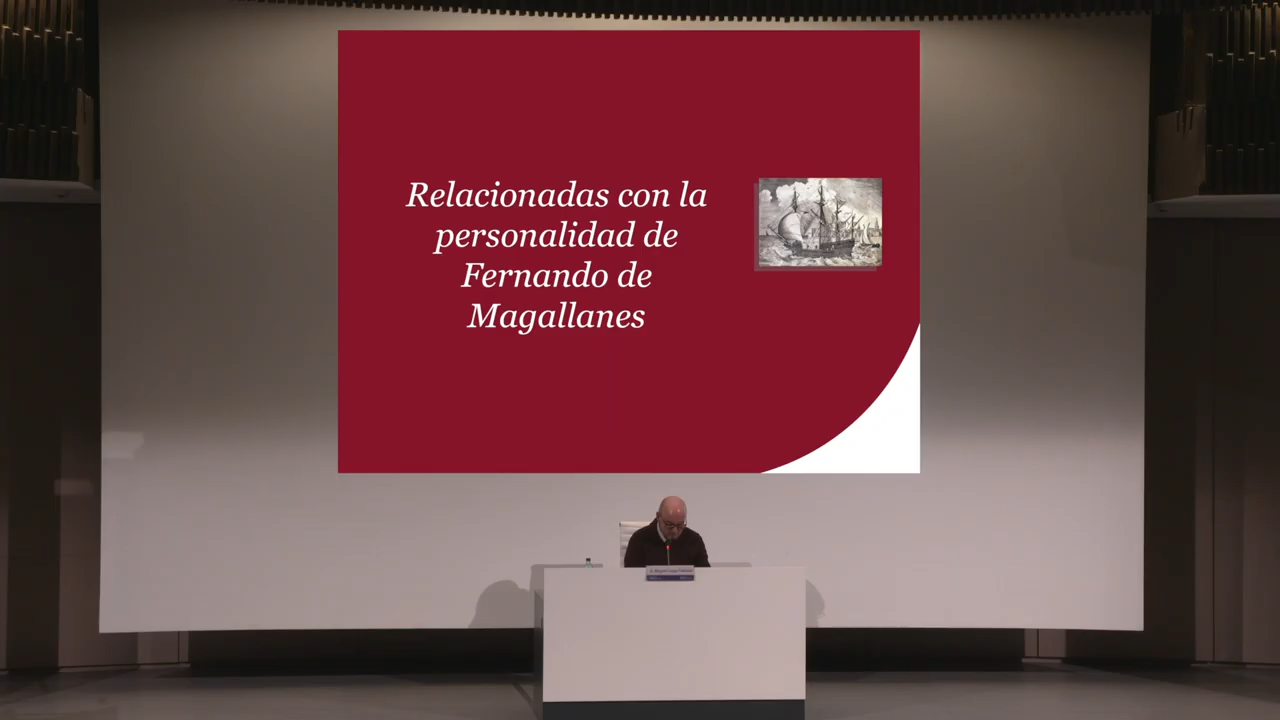 Relacionadas con la
personalidad de
Fernando de
Magallanes